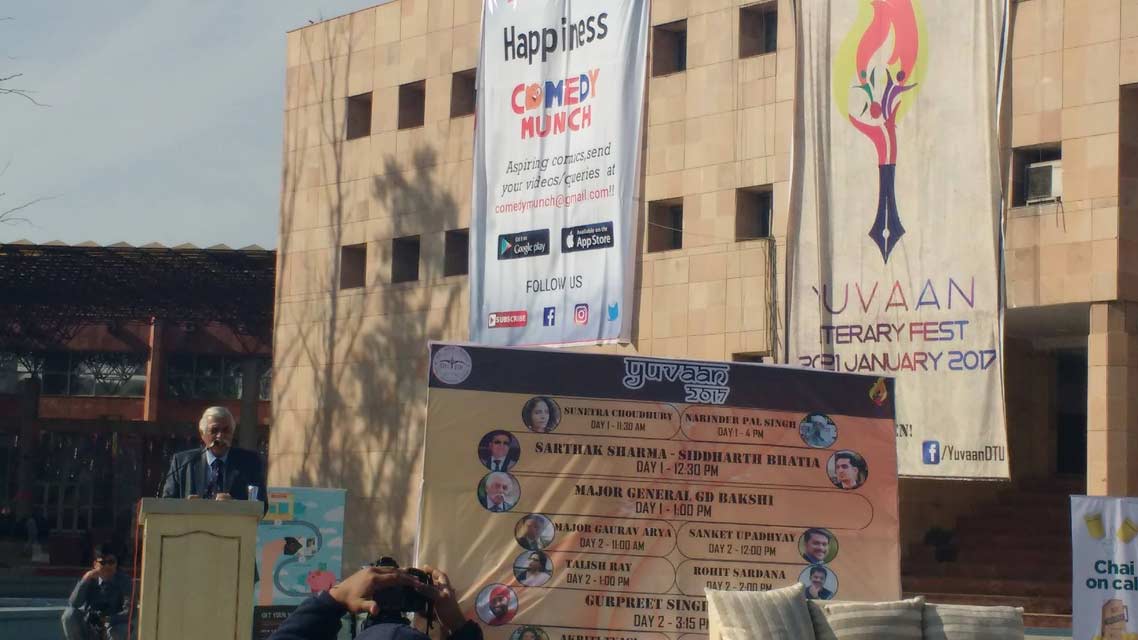 Happiness
COMEDY
MUNCH
Aspiring comics,send
your videos/queries at
comedymunch@gmail.com!!
GET IT ON
Google play
Available on the
App Store
FOLLOW US
SUBSCRIBE
YUVAAN
TERARY FEST
JANUARY 2017
EN!
/YuvaanDTU
yuvaan
2017
SUNETRA CHOUDHURY
DAY 1 - 11:30 AM
NARINDER PAL SINGH
DAY 1 - 4 PM
SARTHAK SHARMA - SIDDHARTH BHATIA
DAY 1 - 12:30 PM
MAJOR GENERAL GD BAKSHI
DAY 1 - 1:00 PM
MAJOR GAURAV ARYA
DAY 2 - 11:00 AM
SANKET UPADHYAY
DAY 2 - 12:00 PM
TALISH RAY
DAY 2 - 1:00 PM
ROHIT SARDANA
DAY 2 - 2:00 PM
GURPREET SINGH
DAY 2 - 3:15 P
Chai
on cal